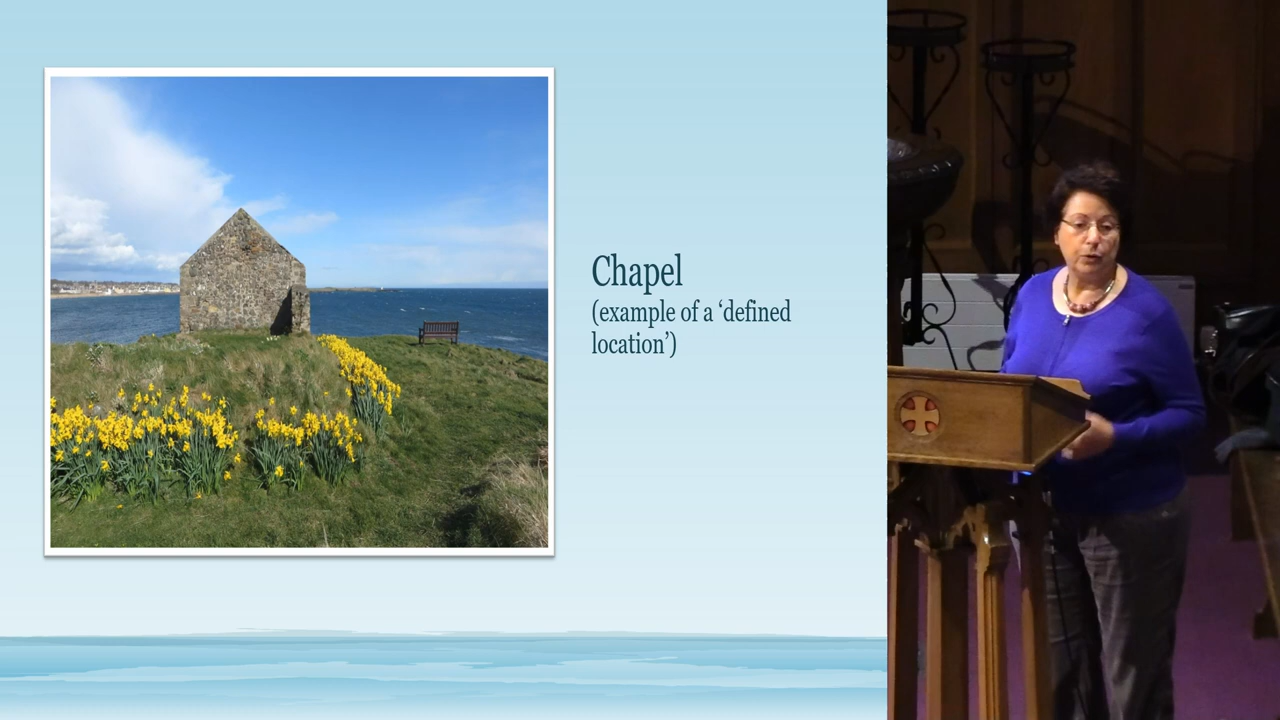 Chapel
(example of a ‘defined
location’)